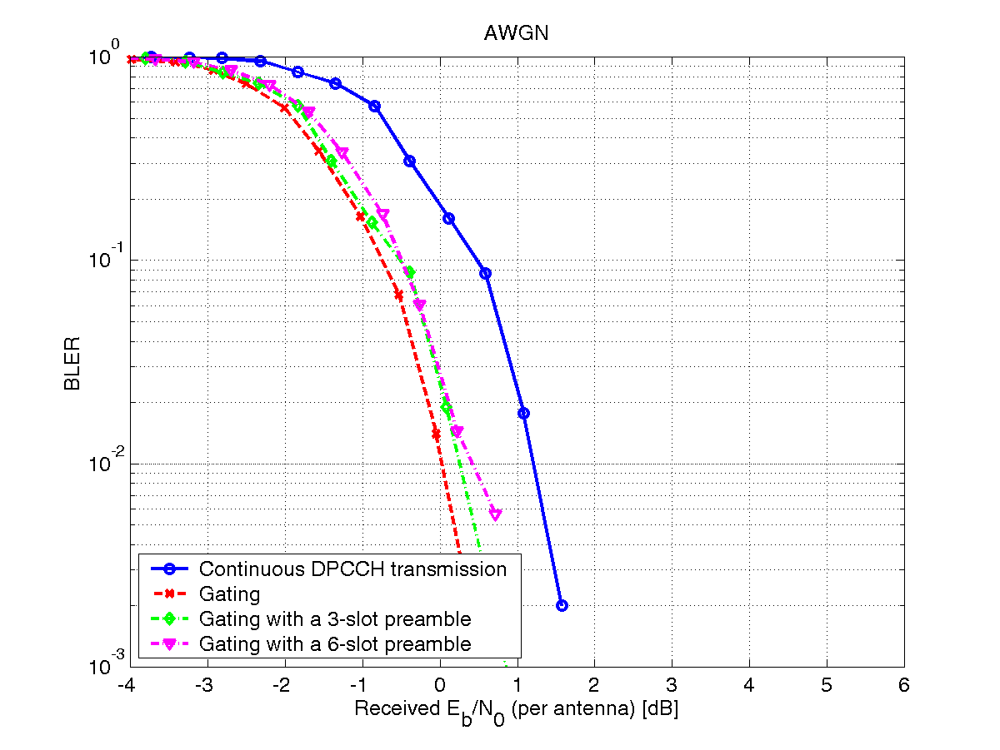 AWGN
10^0
10^-1
10^-2
10^-3
BLER
Continuous DPCCH transmission
Gating
Gating with a 3-slot preamble
Gating with a 6-slot preamble
-4 -3 -2 -1 0 1 2 3 4 5 6
Received E_b/N_0 (per antenna) [dB]